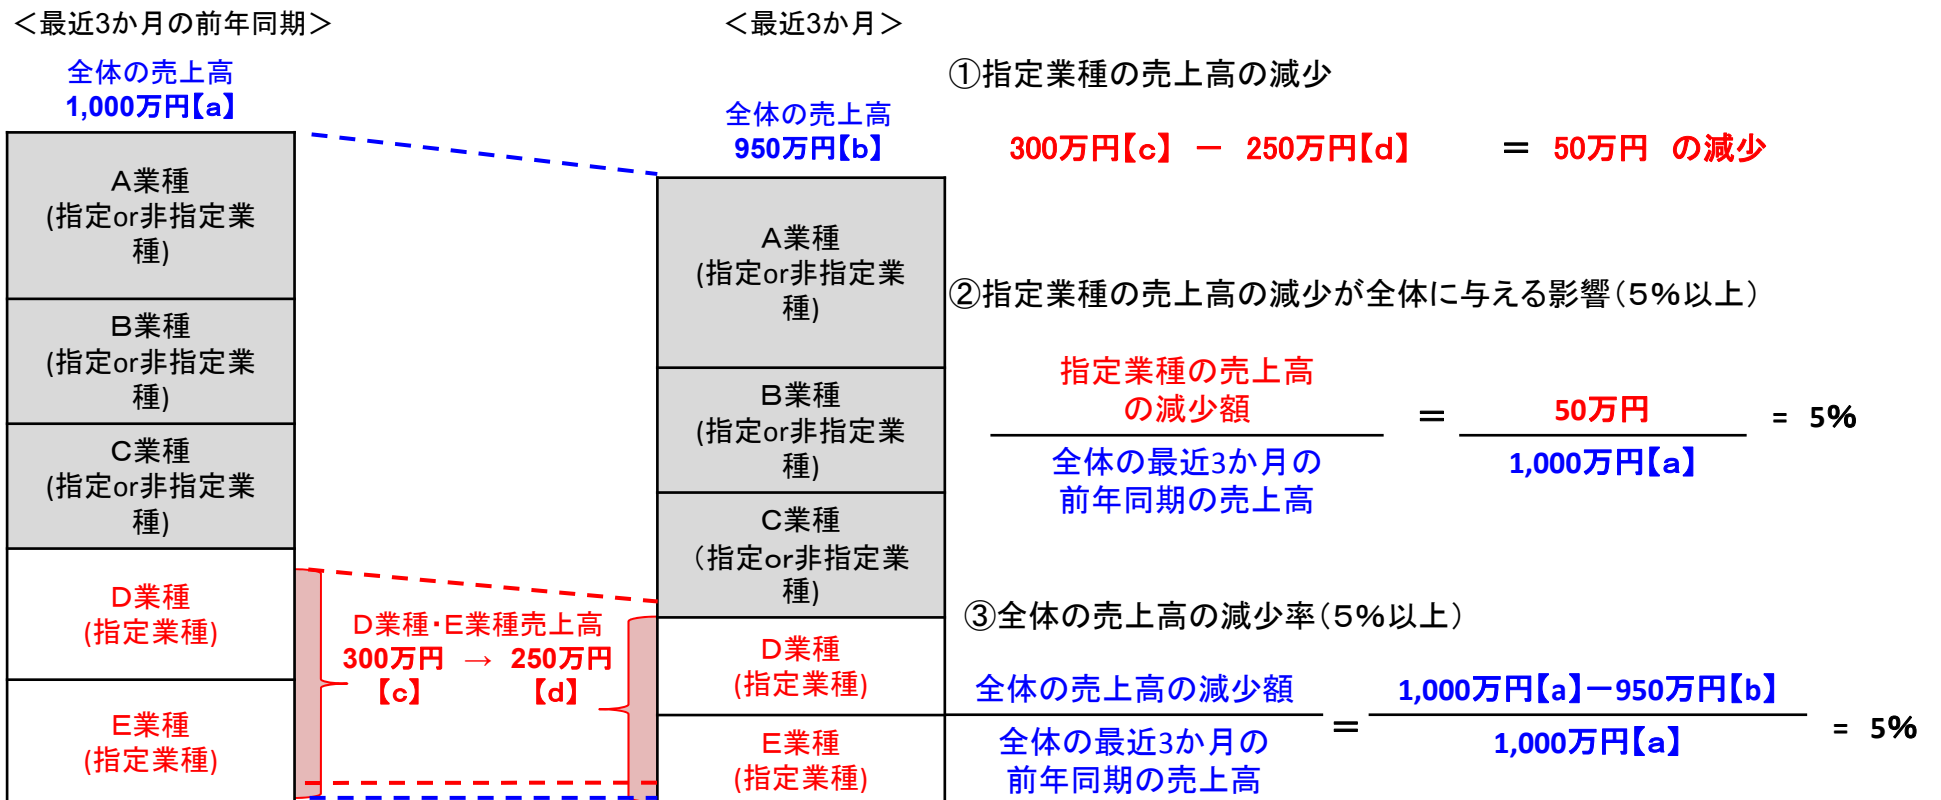 ＜最近3か月の前年同期＞
全体の売上高
1,000万円【a】
A業種
(指定or非指定業
種)
B業種
(指定or非指定業
種)
C業種
(指定or非指定業
種)
D業種
(指定業種)
E業種
(指定業種)
D業種・E業種売上高
300万円 → 250万円
【c】 【d】
＜最近3か月＞
全体の売上高
950万円【b】
A業種
(指定or非指定業
種)
B業種
(指定or非指定業
種)
C業種
（指定or非指定業
種)
D業種
(指定業種)
E業種
(指定業種)
①指定業種の売上高の減少
300万円【c】 － 250万円【d】 ＝ 50万円 の減少
②指定業種の売上高の減少が全体に与える影響（５％以上）
指定業種の売上高
の減少額
全体の最近3か月の
前年同期の売上高
＝
50万円
1,000万円【a】
= 5%
③全体の売上高の減少率（５％以上）
全体の売上高の減少額
全体の最近3か月の
前年同期の売上高
＝
1,000万円【a】－950万円【b】
1,000万円【a】
= 5%